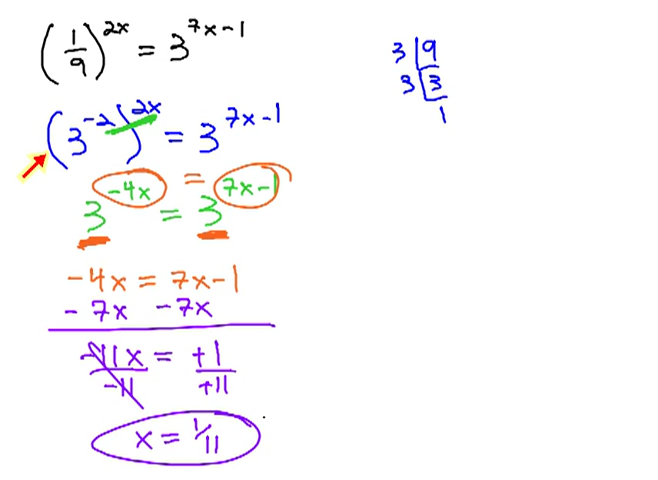 (1/9)^2x = 3^7x-1
(3^-2)^2x = 3^7x-1
3^-4x = 3^7x-1
=
-4x = 7x-1
-7x -7x
-11x/-11 = +1/+11
x = 1/11
3 9
3 3
1